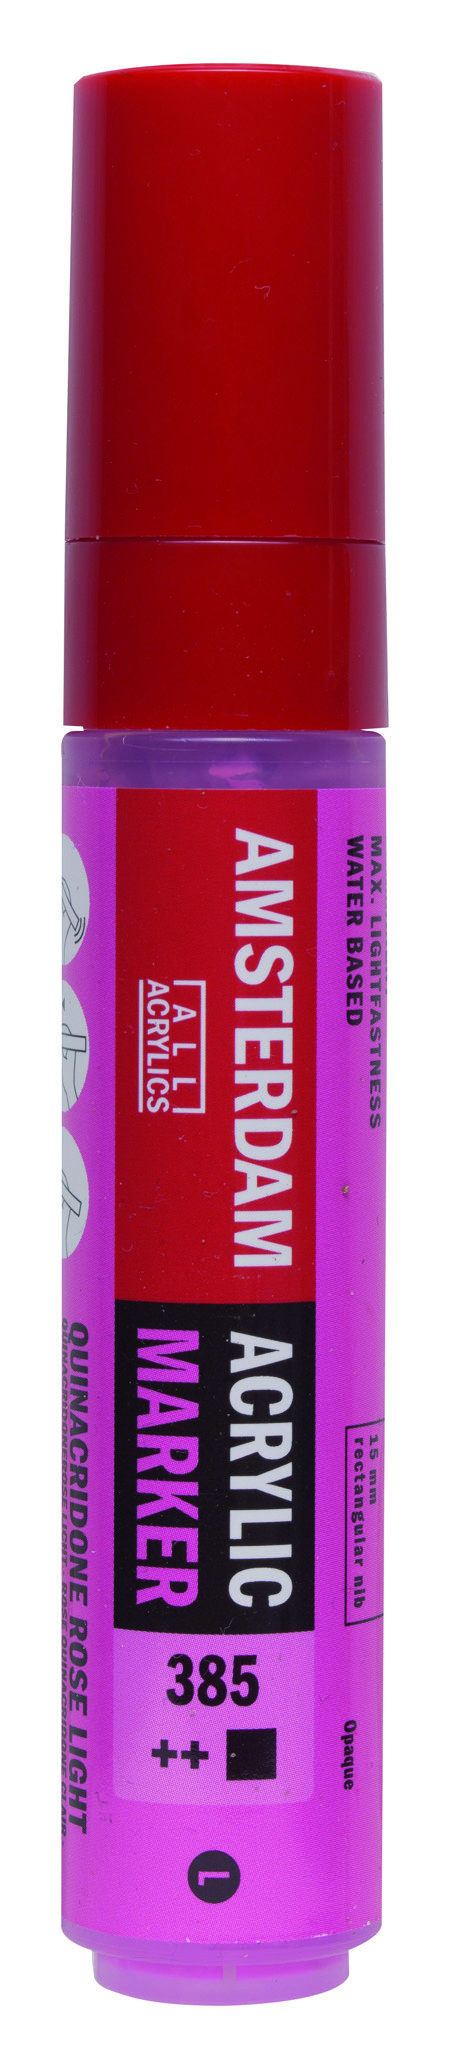 MAX. LIGHTFASTNESS
WATER BASED
AMSTERDAM
ALL
ACRYLICS
ACRYLIC
MARKER
15 mm
rectangular nib
385
++
Opaque
L
QUINACRIDONE ROSE LIGHT